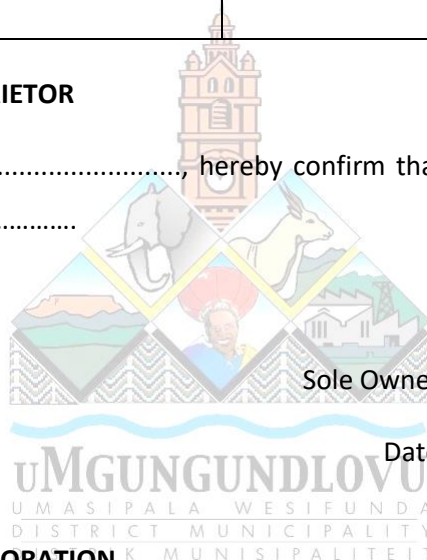 IETOR
............................, hereby confirm tha
............
Sole Owne
Date
UMGUNGUNDLOVU
UMASIPALA WESIFUNDA
DISTRICT MUNICIPALITY
ORATION
K MUNISIPALITEIT